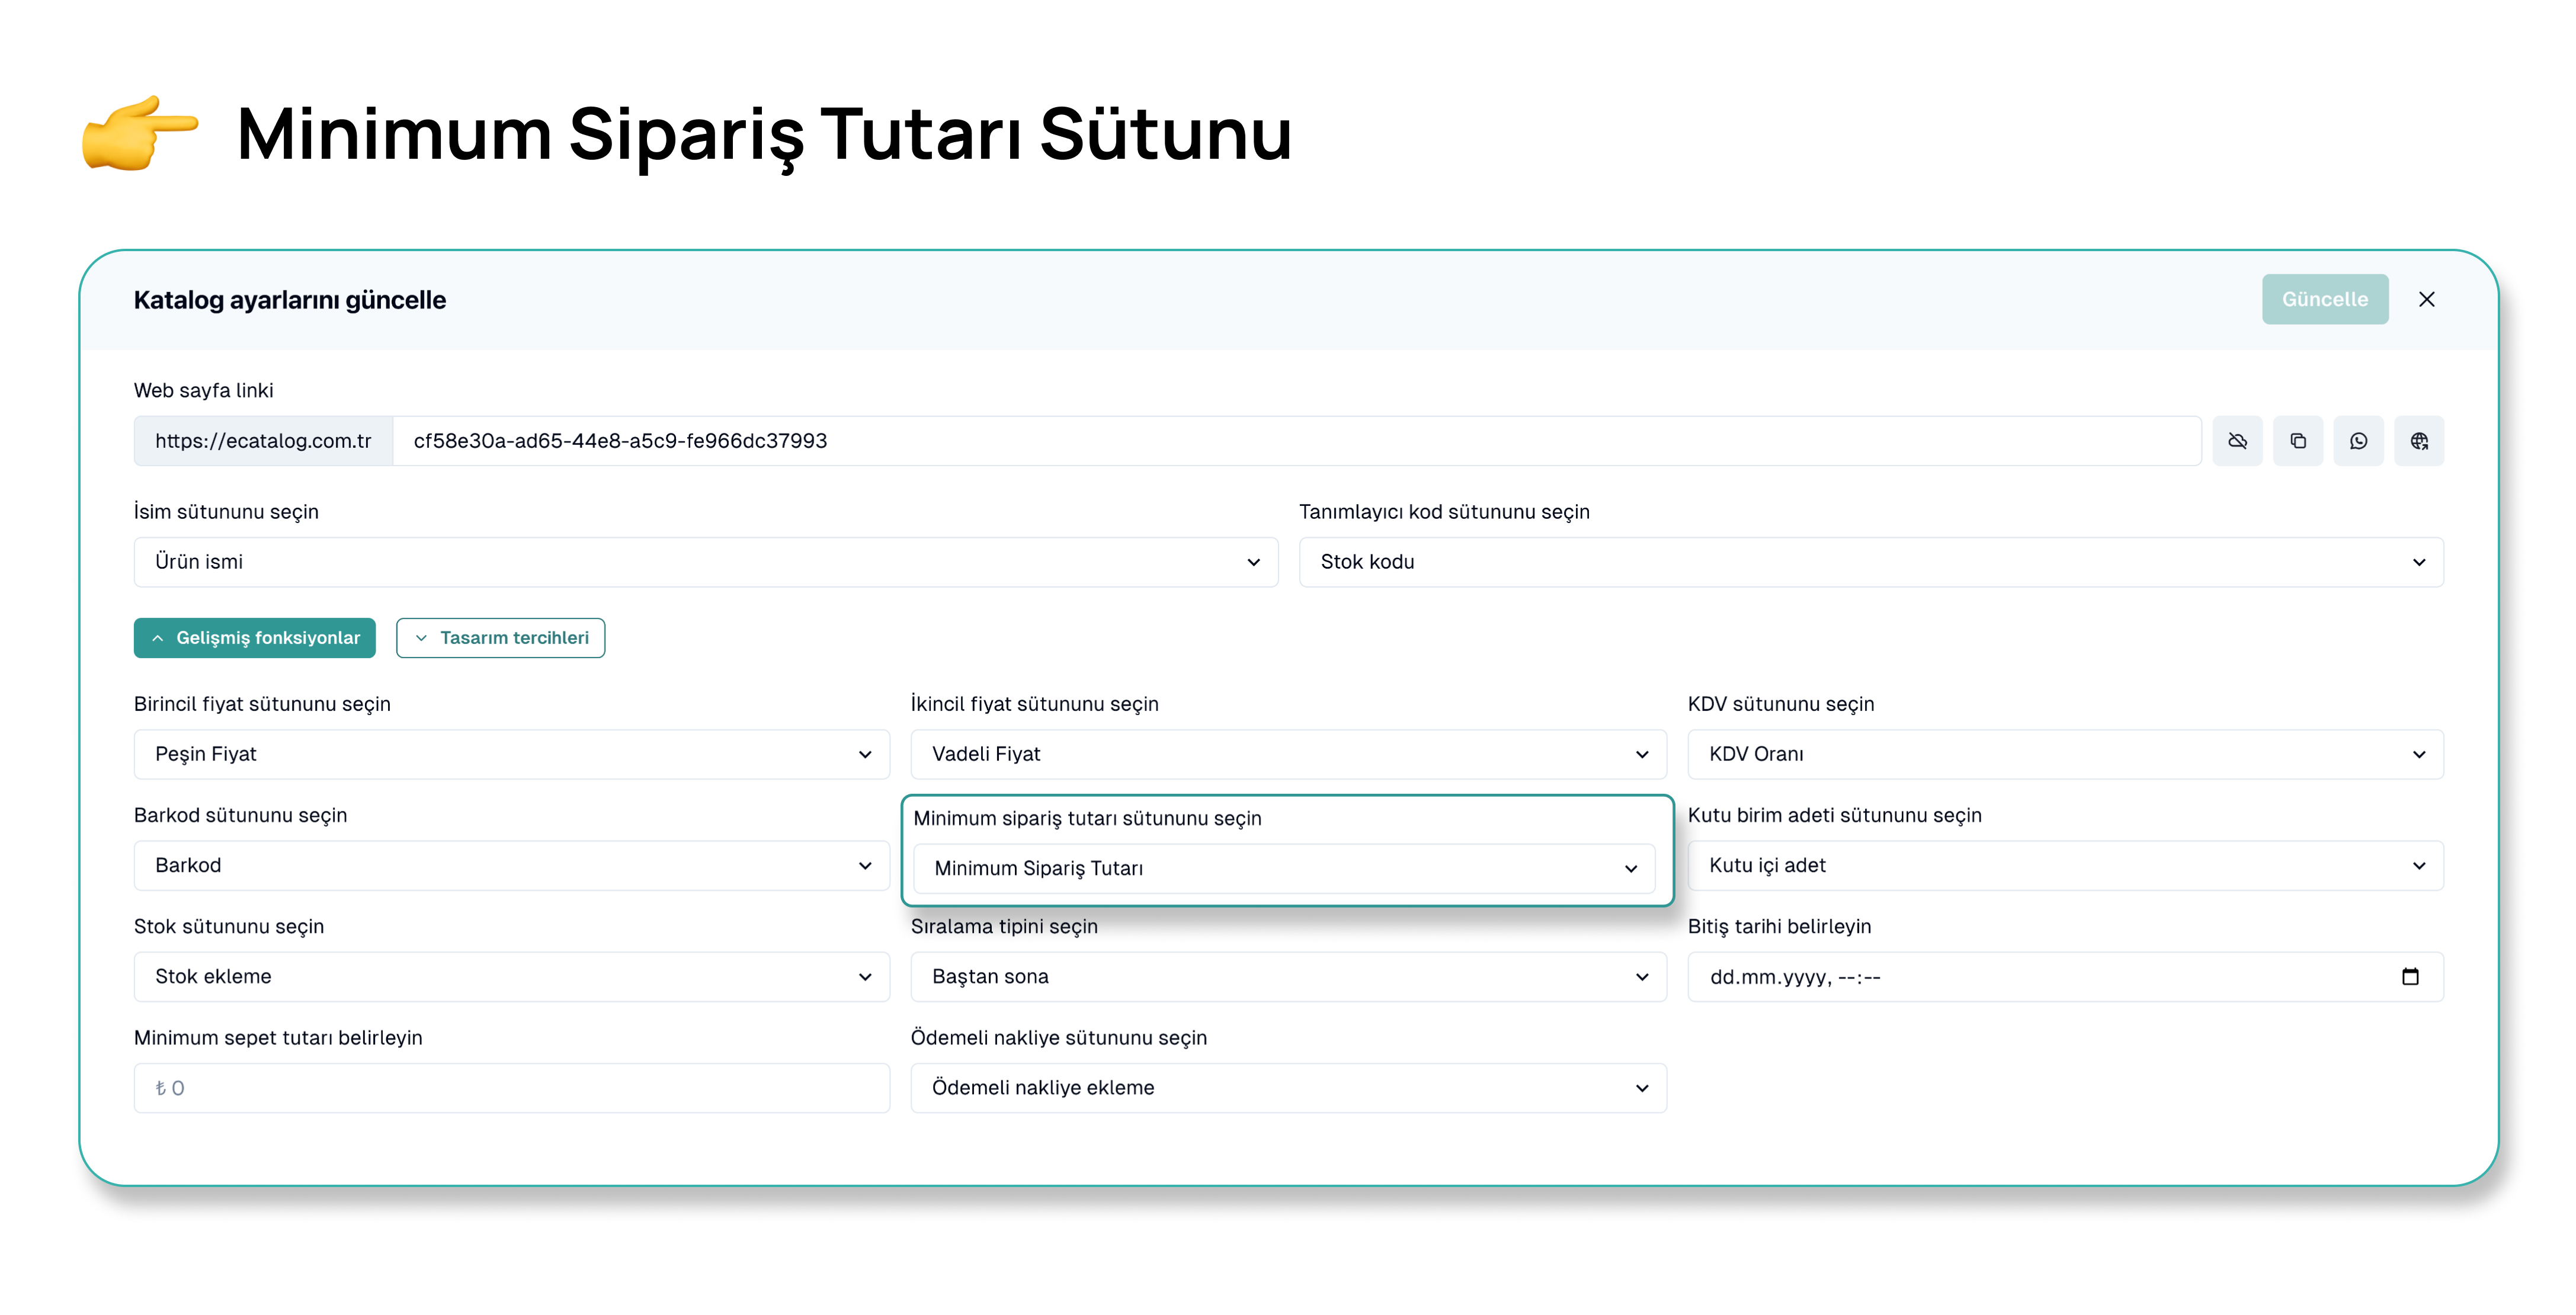 Minimum Sipariş Tutarı Sütunu
Katalog ayarlarını güncelle
Güncelle
Web sayfa linki
https://ecatalog.com.tr
cf58e30a-ad65-44e8-a5c9-fe966dc37993
İsim sütununu seçin
Tanımlayıcı kod sütununu seçin
Ürün ismi
Stok kodu
Gelişmiş fonksiyonlar
Tasarım tercihleri
Birincil fiyat sütununu seçin
İkincil fiyat sütununu seçin
KDV sütununu seçin
Peşin Fiyat
Vadeli Fiyat
KDV Oranı
Barkod sütununu seçin
Minimum sipariş tutarı sütununu seçin
Kutu birim adeti sütununu seçin
Barkod
Minimum Sipariş Tutarı
Kutu içi adet
Stok sütununu seçin
Sıralama tipini seçin
Bitiş tarihi belirleyin
Stok ekleme
Baştan sona
dd.mm.yyyy, --:--
Minimum sepet tutarı belirleyin
Ödemeli nakliye sütununu seçin
₺ 0
Ödemeli nakliye ekleme